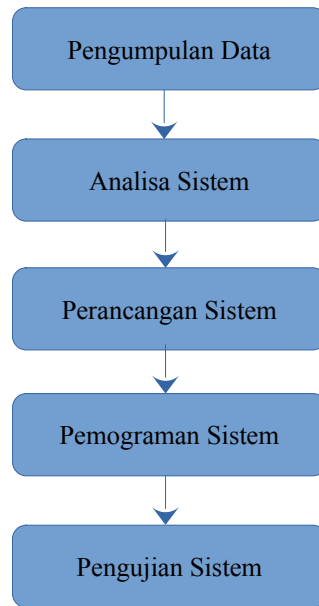 Pengumpulan Data
Analisa Sistem
Perancangan Sistem
Pemograman Sistem
Pengujian Sistem